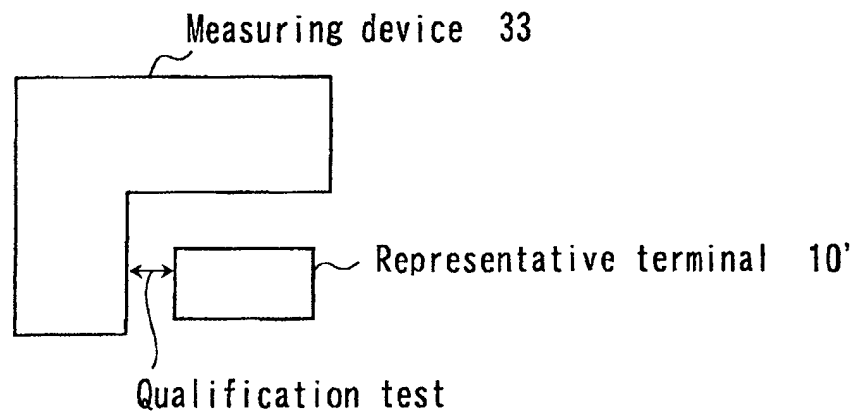 Measuring device 33
Representative terminal 10'
Qualification test